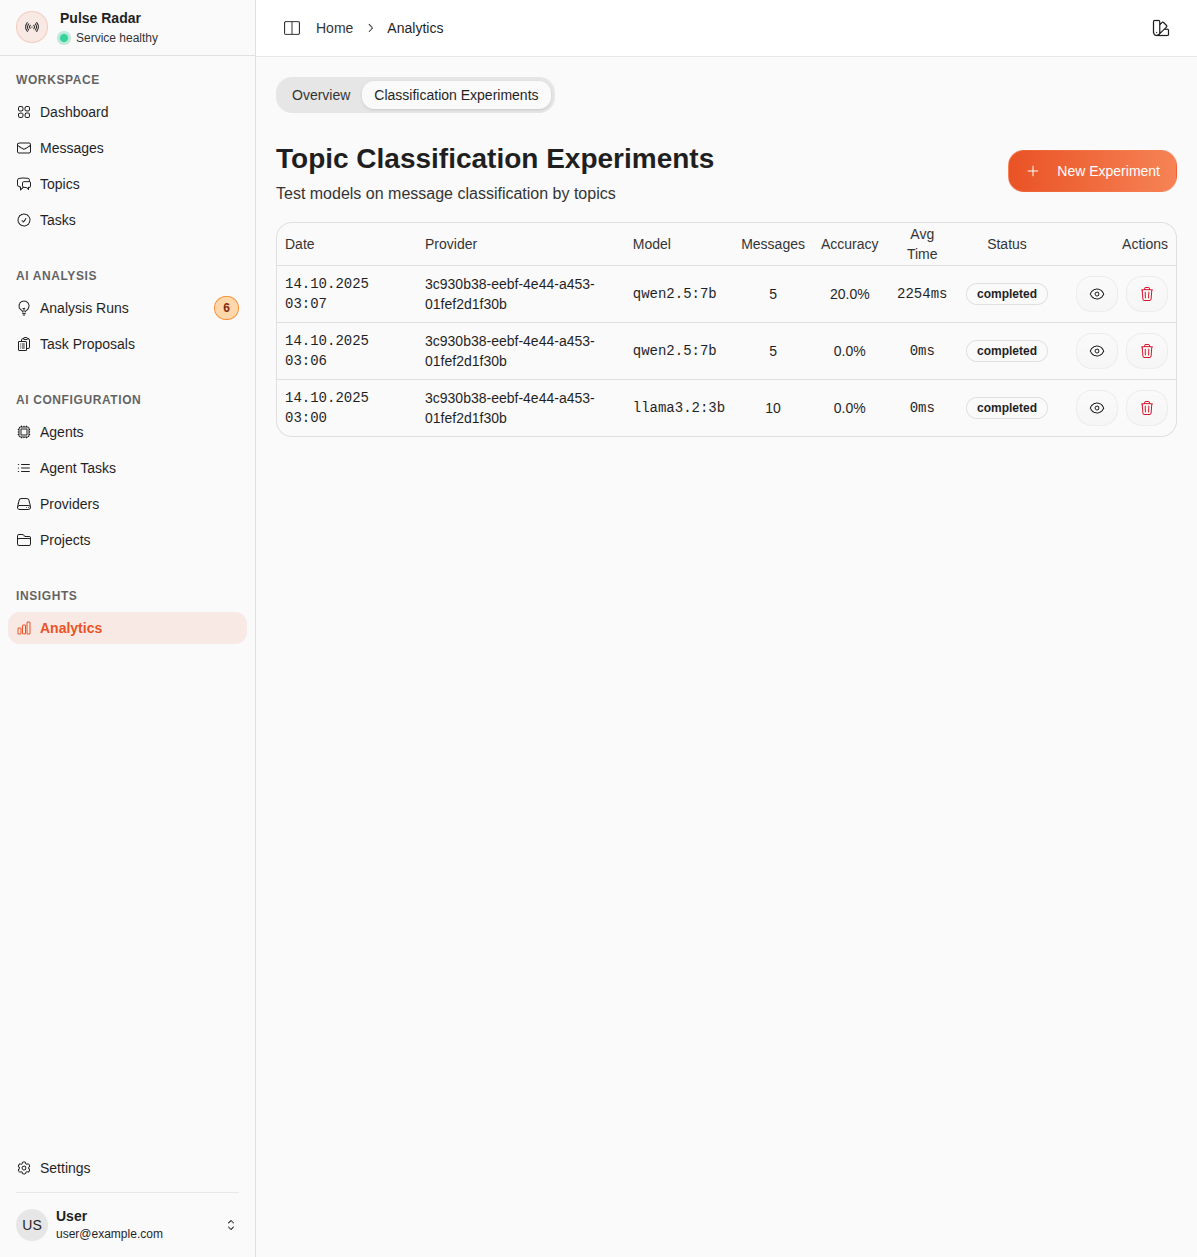 Pulse Radar
Service healthy
WORKSPACE
Dashboard
Messages
Topics
Tasks
AI ANALYSIS
Analysis Runs
6
Task Proposals
AI CONFIGURATION
Agents
Agent Tasks
Providers
Projects
INSIGHTS
Analytics
Settings
US
User
user@example.com
Home
Analytics
Overview
Classification Experiments
Topic Classification Experiments
Test models on message classification by topics
New Experiment
Date Provider Model Messages Accuracy Avg Time Status Actions
14.10.2025 03:07 3c930b38-eebf-4e44-a453-01fef2d1f30b qwen2.5:7b 5 20.0% 2254ms completed
14.10.2025 03:06 3c930b38-eebf-4e44-a453-01fef2d1f30b qwen2.5:7b 5 0.0% 0ms completed
14.10.2025 03:00 3c930b38-eebf-4e44-a453-01fef2d1f30b llama3.2:3b 10 0.0% 0ms completed